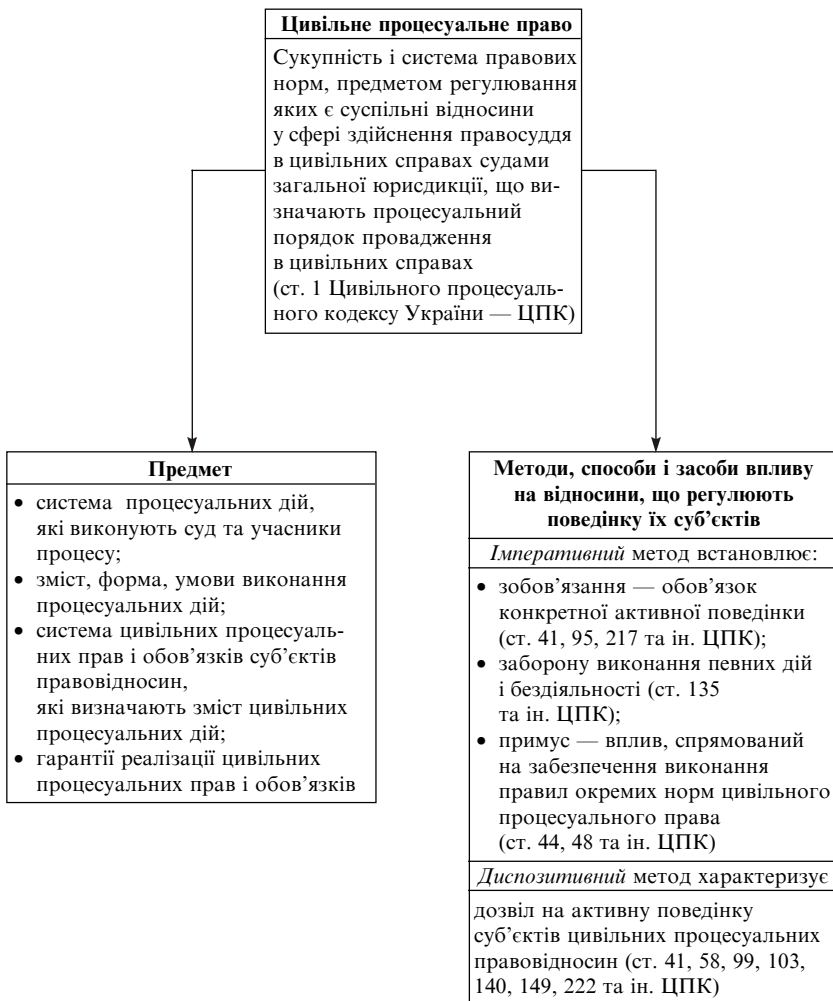 Цивільне процесуальне право
Сукупність і система правових
норм, предметом регулювання
яких є суспільні відносини
у сфері здійснення правосуддя
в цивільних справах судами
загальної юрисдикції, що ви-
значають процесуальний
порядок провадження
в цивільних справах
(ст. 1 Цивільного процесуаль-
ного кодексу України — ЦПК)
Предмет
• система процесуальних дій,
які виконують суд та учасники
процесу;
• зміст, форма, умови виконання
процесуальних дій;
• система цивільних процесуаль-
них прав і обов’язків суб’єктів
правовідносин,
які визначають зміст цивільних
процесуальних дій;
• гарантії реалізації цивільних
процесуальних прав і обов’язків
Методи, способи і засоби впливу
на відносини, що регулюють
поведінку їх суб’єктів
Імперативний метод встановлює:
• зобов’язання — обов’язок
конкретної активної поведінки
(ст. 41, 95, 217 та ін. ЦПК);
• заборону виконання певних дій
і бездіяльності (ст. 135
та ін. ЦПК);
• примус — вплив, спрямований
на забезпечення виконання
правил окремих норм цивільного
процесуального права
(ст. 44, 48 та ін. ЦПК)
Диспозитивний метод характеризує
дозвіл на активну поведінку
суб’єктів цивільних процесуальних
правовідносин (ст. 41, 58, 99, 103,
140, 149, 222 та ін. ЦПК)